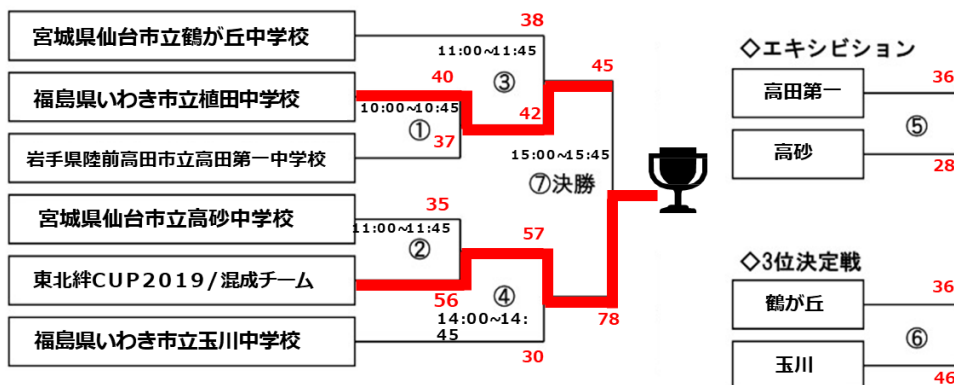 38
宮城県仙台市立鶴が丘中学校
11:00~11:45
③
45
40
福島県いわき市立植田中学校
10:00~10:45
①
42
37
岩手県陸前高田市立高田第一中学校
15:00~15:45
⑦決勝
宮城県仙台市立高砂中学校
35
11:00~11:45
②
57
東北絆CUP2019/混成チーム
56
④
14:00~14:
45
78
福島県いわき市立玉川中学校
30
◇エキシビション
高田第一
36
⑤
高砂
28
◇3位決定戦
鶴が丘
36
⑥
玉川
46